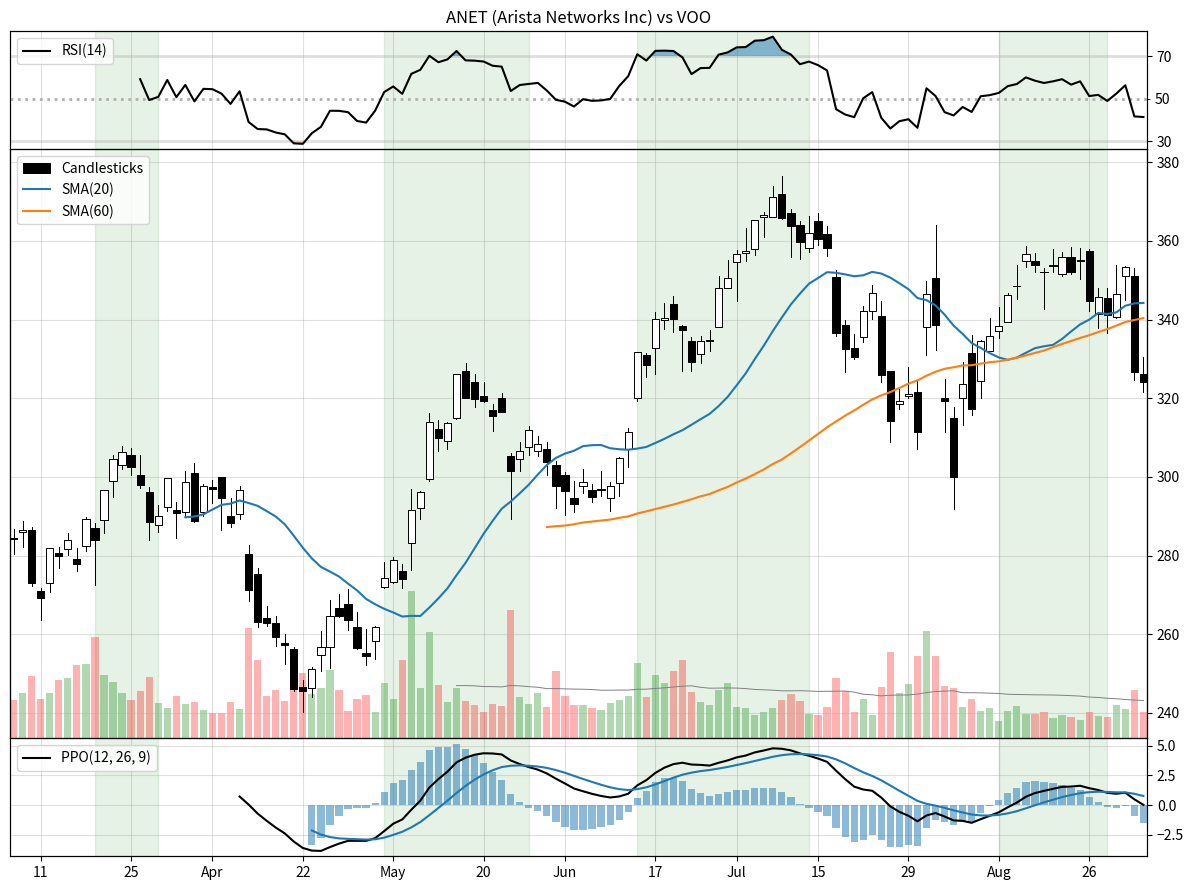 ANET (Arista Networks Inc) vs VOO
RSI(14)
70
50
30
Candlesticks
SMA(20)
SMA(60)
380
360
340
320
300
280
260
240
PPO(12, 26, 9)
5.0
2.5
0.0
−2.5
11 25 Apr 22 May 20 Jun 17 Jul 15 29 Aug 26